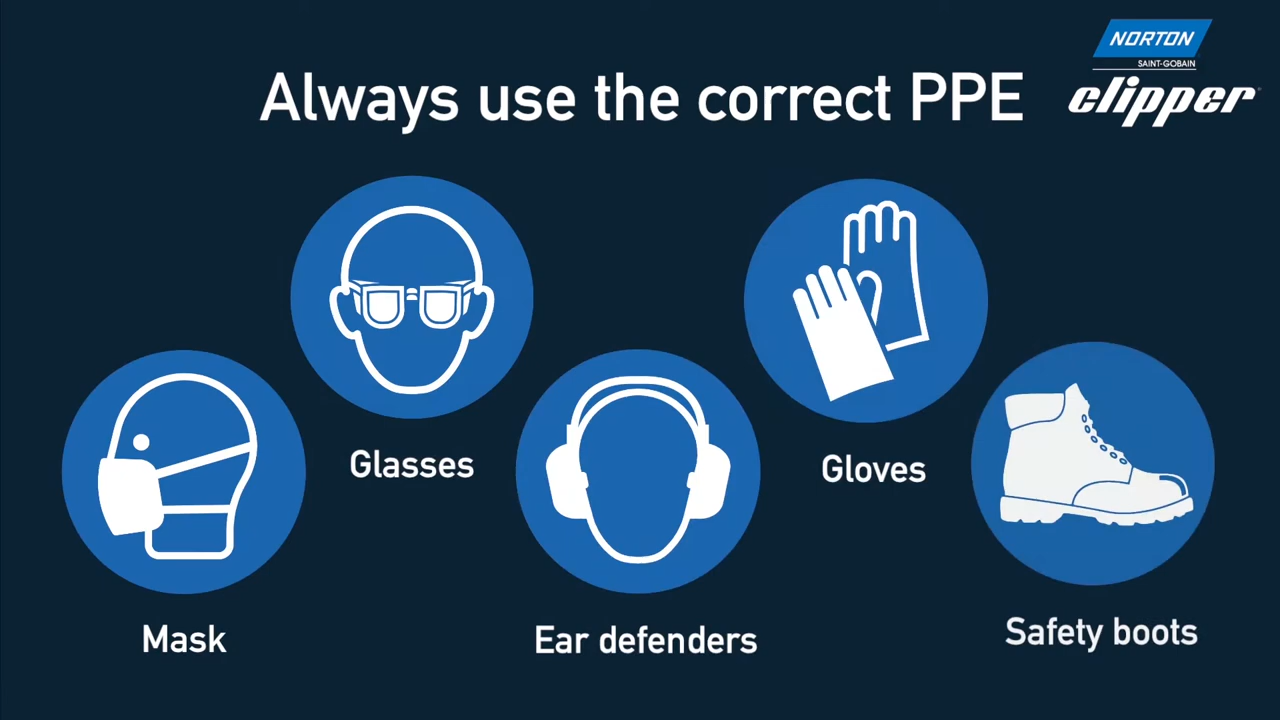 NORTON
SAINT-GOBAIN
clipper
Always use the correct PPE
Glasses
Gloves
Mask
Ear defenders
Safety boots